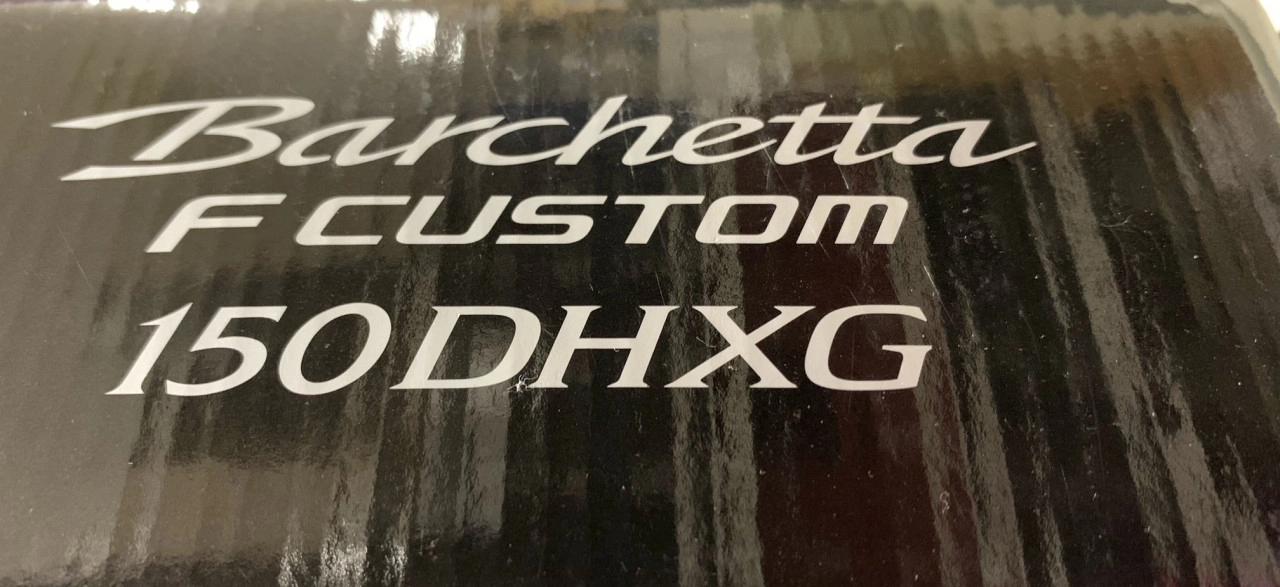 Barchetta
F CUSTOM
150DHXG